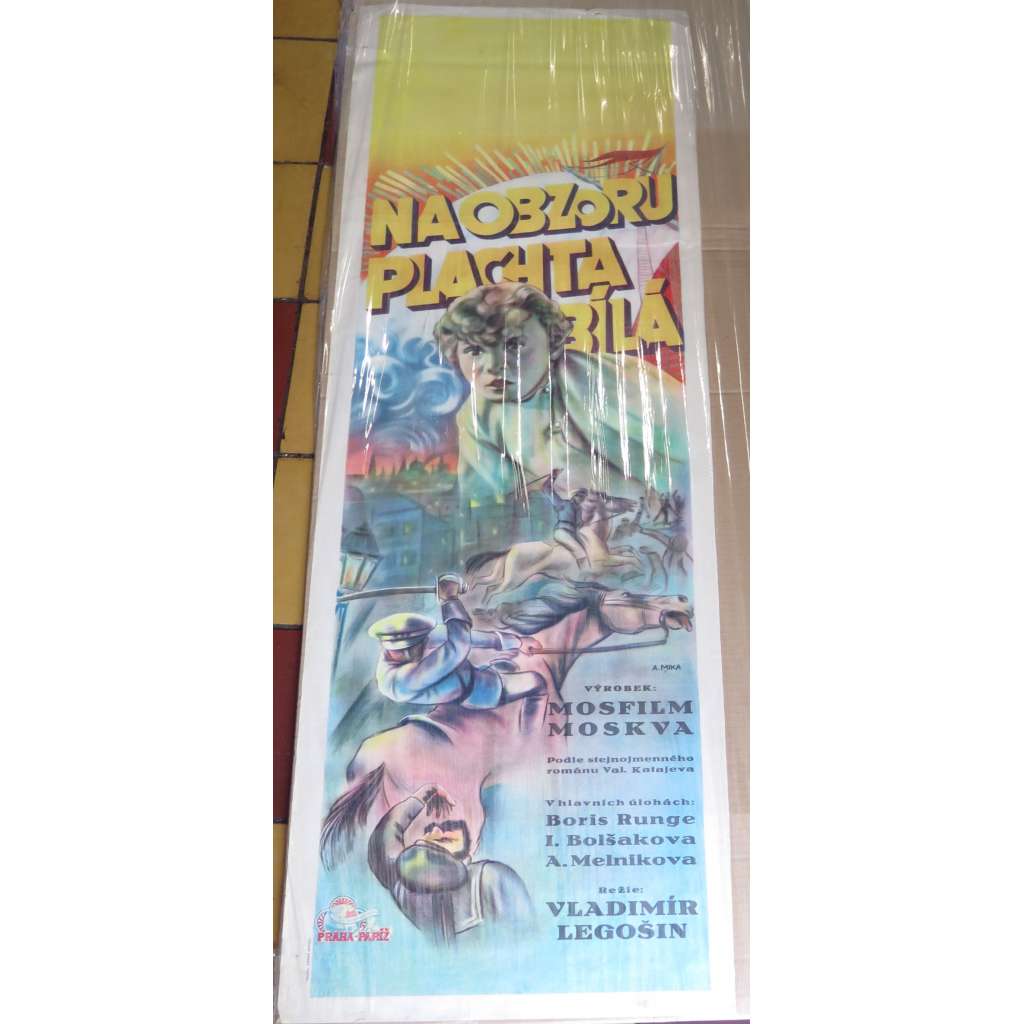 NA OBZORU
PLACHTA
BÍLÁ
A. MIKA
VÝROBEK:
MOSFILM
MOSKVA
Podle stejnojmenného
románu Val. Katajeva
V hlavních úlohách:
Boris Runge
I. Bolšakova
A. Melnikova
Režie:
VLADIMÍR
LEGOŠIN
PRAHA-PAŘÍŽ